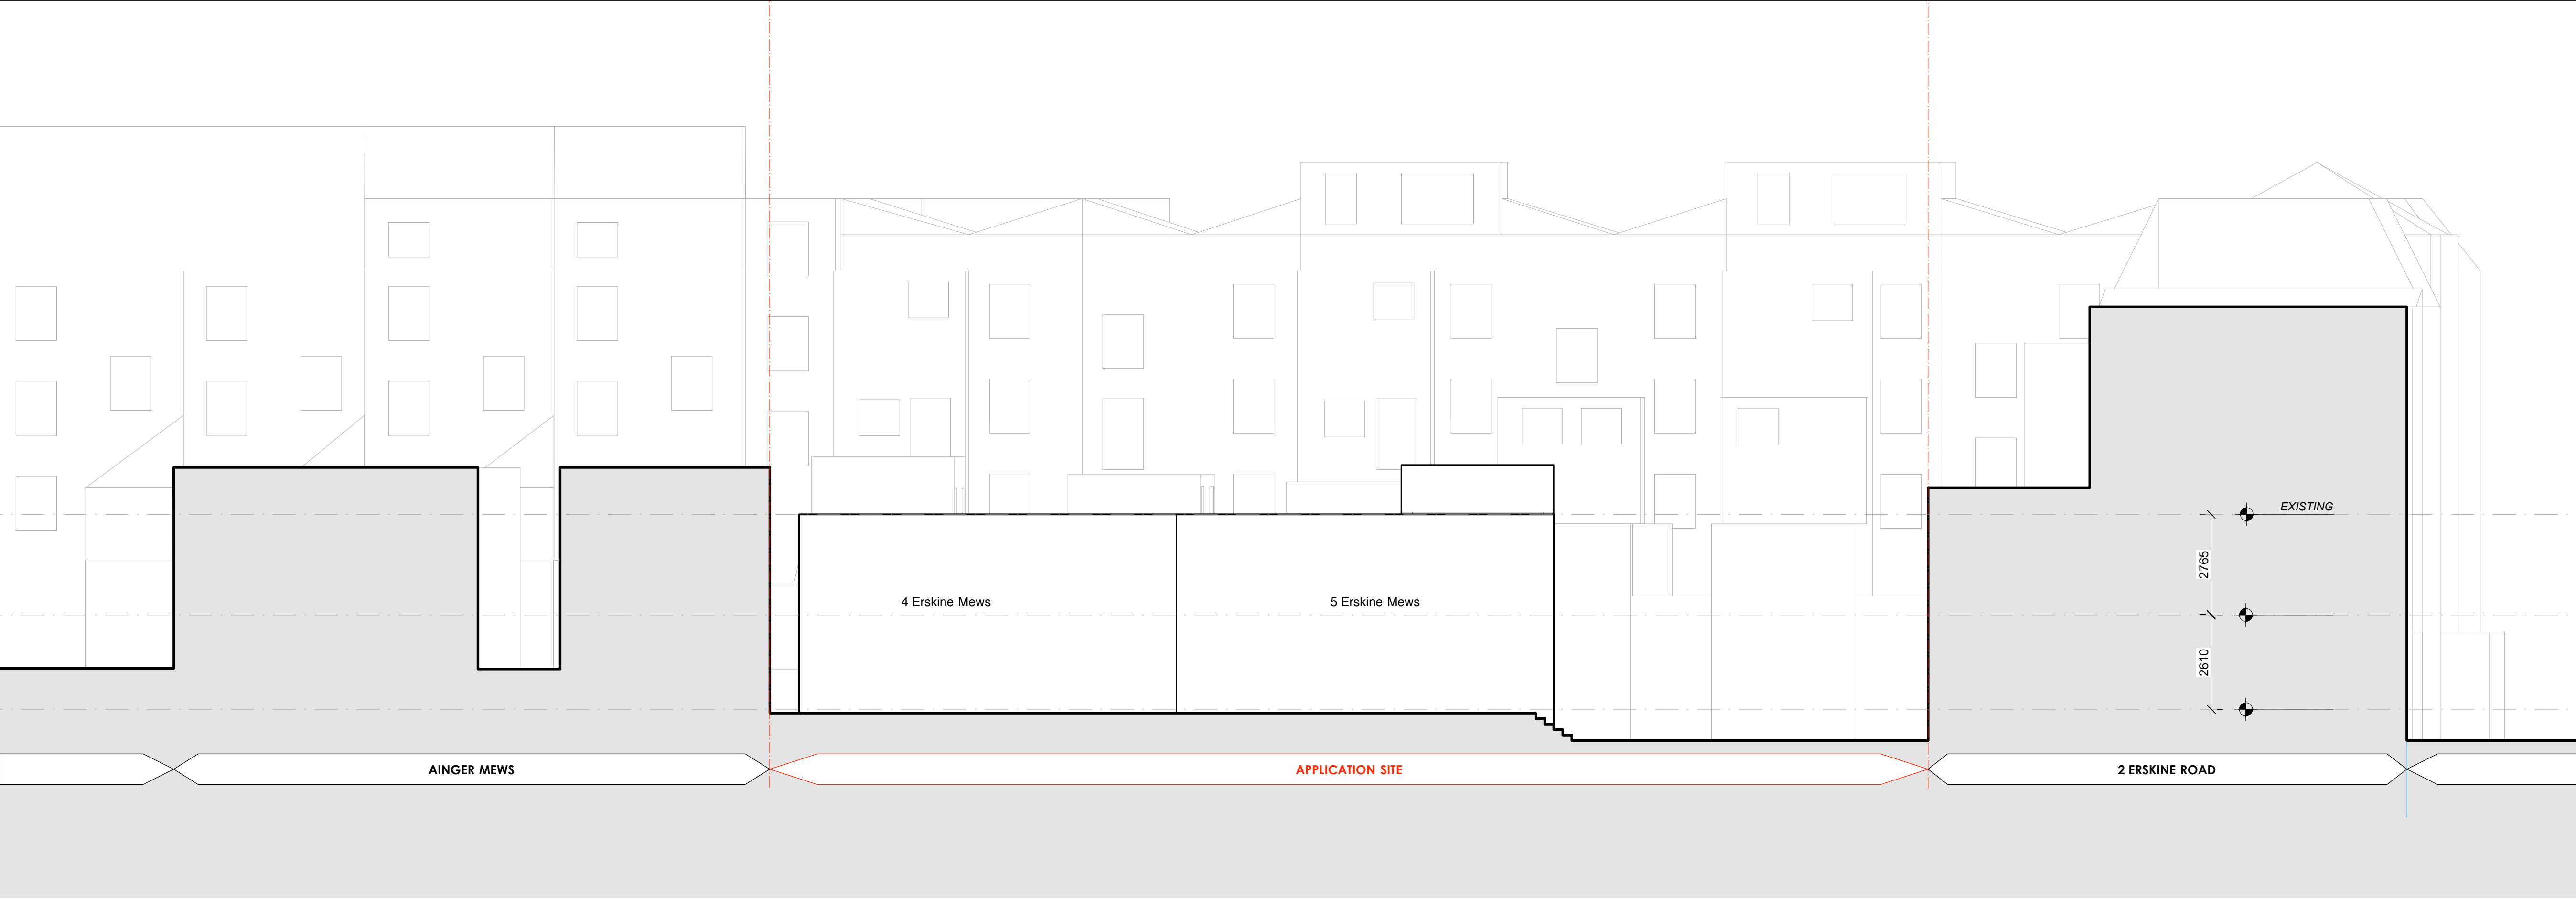 EXISTING
2765
4 Erskine Mews
5 Erskine Mews
2610
AINGER MEWS
APPLICATION SITE
2 ERSKINE ROAD